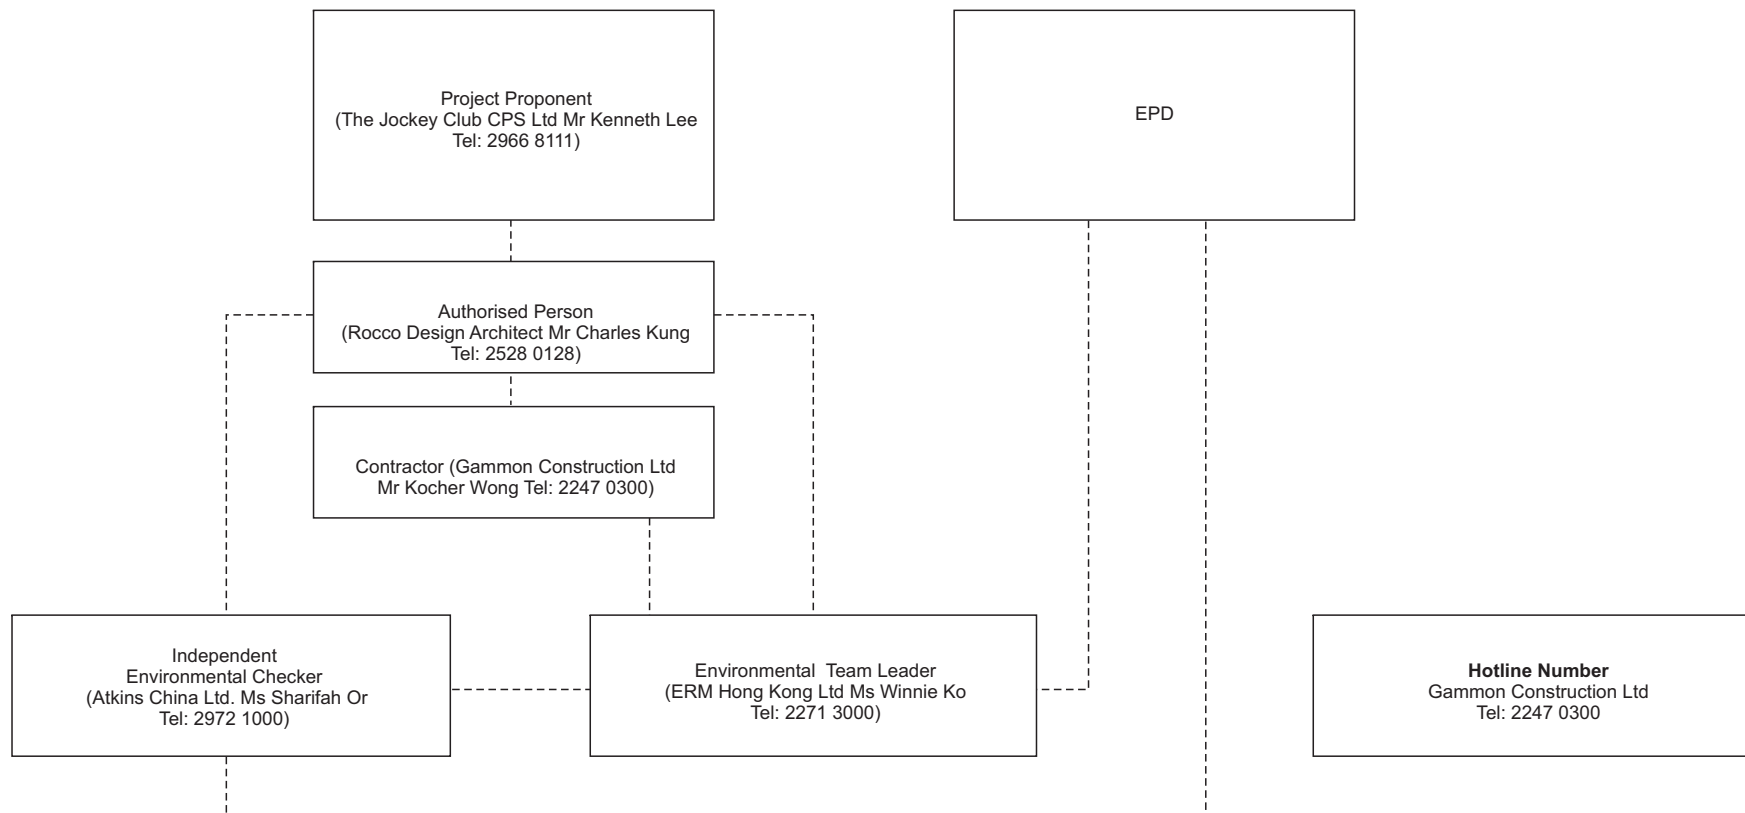 Project Proponent
(The Jockey Club CPS Ltd Mr Kenneth Lee
Tel: 2966 8111)
EPD
Authorised Person
(Rocco Design Architect Mr Charles Kung
Tel: 2528 0128)
Contractor (Gammon Construction Ltd
Mr Kocher Wong Tel: 2247 0300)
Independent
Environmental Checker
(Atkins China Ltd. Ms Sharifah Or
Tel: 2972 1000)
Environmental Team Leader
(ERM Hong Kong Ltd Ms Winnie Ko
Tel: 2271 3000)
Hotline Number
Gammon Construction Ltd
Tel: 2247 0300